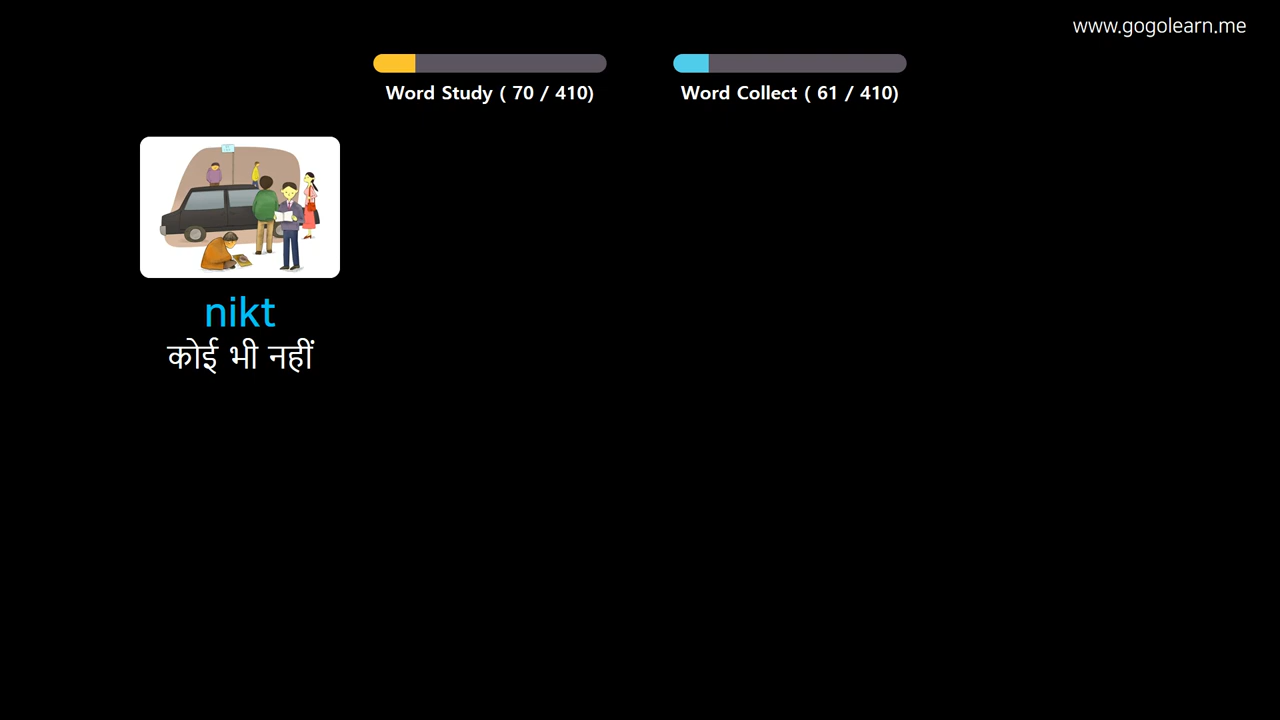 www.gogolearn.me
Word Study ( 70 / 410)
Word Collect ( 61 / 410)
nikt
कोई भी नहीं